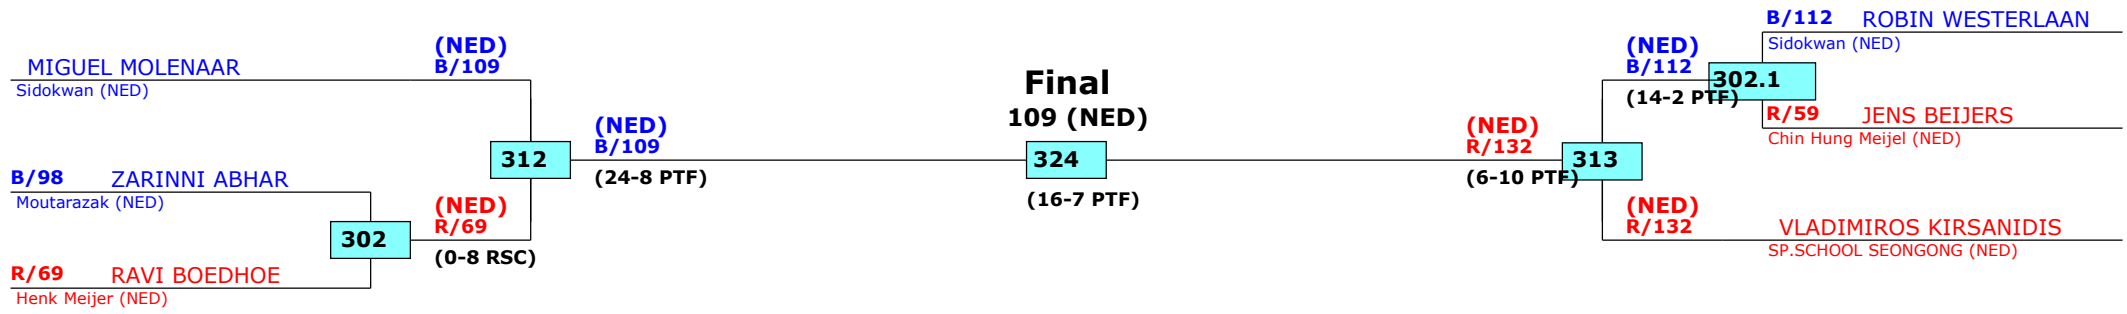 MIGUEL MOLENAAR
Sidokwan (NED)
(NED)
B/109
B/98 ZARINNI ABHAR
Moutarazak (NED)
R/69 RAVI BOEDHOE
Henk Meijer (NED)
302
(NED)
R/69
(0-8 RSC)
312
(NED)
B/109
(24-8 PTF)
Final
109 (NED)
324
(16-7 PTF)
(NED)
R/132
(6-10 PTF)
313
(NED)
B/112
(14-2 PTF)
302.1
B/112 ROBIN WESTERLAAN
Sidokwan (NED)
R/59 JENS BEIJERS
Chin Hung Meijel (NED)
(NED)
R/132
VLADIMIROS KIRSANIDIS
SP.SCHOOL SEONGONG (NED)